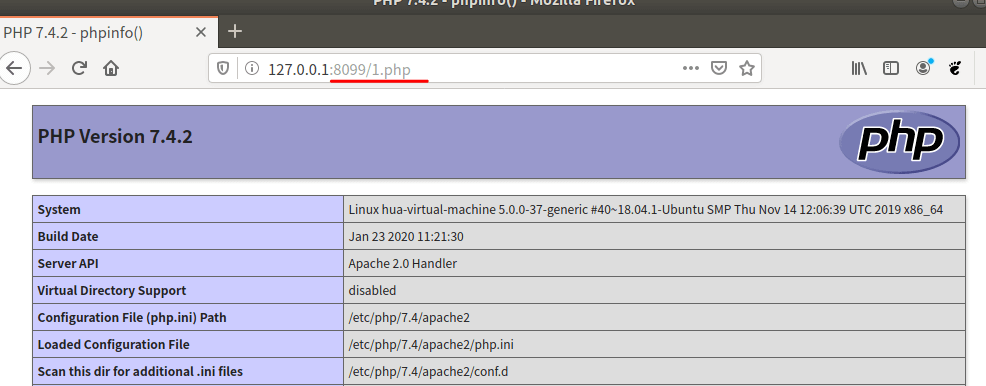 PHP 7.4.2 - phpinfo() - Mozilla Firefox
PHP 7.4.2 - phpinfo()
127.0.0.1:8099/1.php
PHP Version 7.4.2
php
System Linux hua-virtual-machine 5.0.0-37-generic #40~18.04.1-Ubuntu SMP Thu Nov 14 12:06:39 UTC 2019 x86_64
Build Date Jan 23 2020 11:21:30
Server API Apache 2.0 Handler
Virtual Directory Support disabled
Configuration File (php.ini) Path /etc/php/7.4/apache2
Loaded Configuration File /etc/php/7.4/apache2/php.ini
Scan this dir for additional .ini files /etc/php/7.4/apache2/conf.d